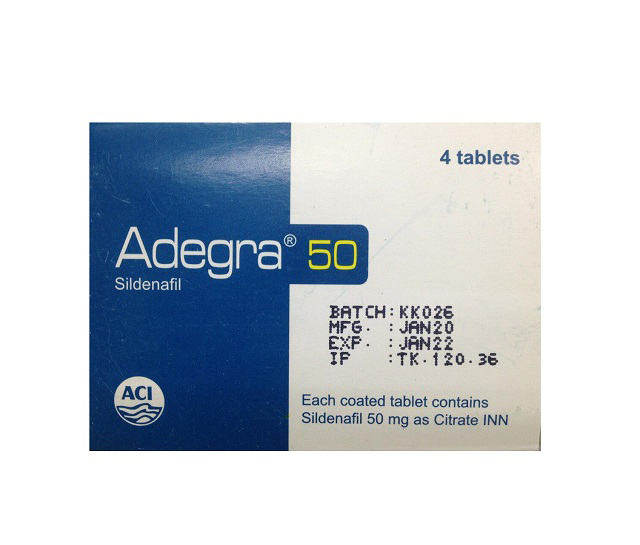 4 tablets
Adegra® 50
Sildenafil
BATCH: KK026
MFG. : JAN20
EXP. : JAN22
IP : TK.120.36
ACI
Each coated tablet contains
Sildenafil 50 mg as Citrate INN